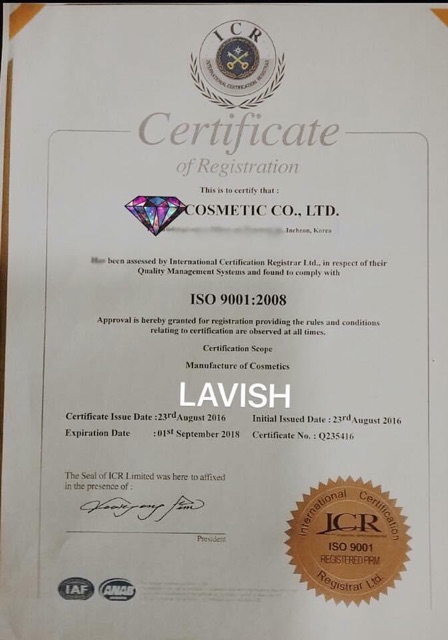 ICR
INTERNATIONAL CERTIFICATION REGISTRAR
Certificate
of Registration
This is to certify that :
COSMETIC CO., LTD.
Incheon, Korea
been assessed by International Certification Registrar Ltd., in respect of their
Quality Management Systems and found to comply with
ISO 9001:2008
Approval is hereby granted for registration providing the rules and conditions
relating to certification are observed at all times.
Certification Scope
Manufacture of Cosmetics
LAVISH
Certificate Issue Date : 23rd August 2016 Initial Issued Date : 23rd August 2016
Expiration Date : 01st September 2018 Certificate No. : Q235416
The Seal of ICR Limited was here to affixed
in the presence of :
President
International Certification
ICR
ISO 9001
REGISTERED FIRM
Registrar Ltd.
IAF
ANAB